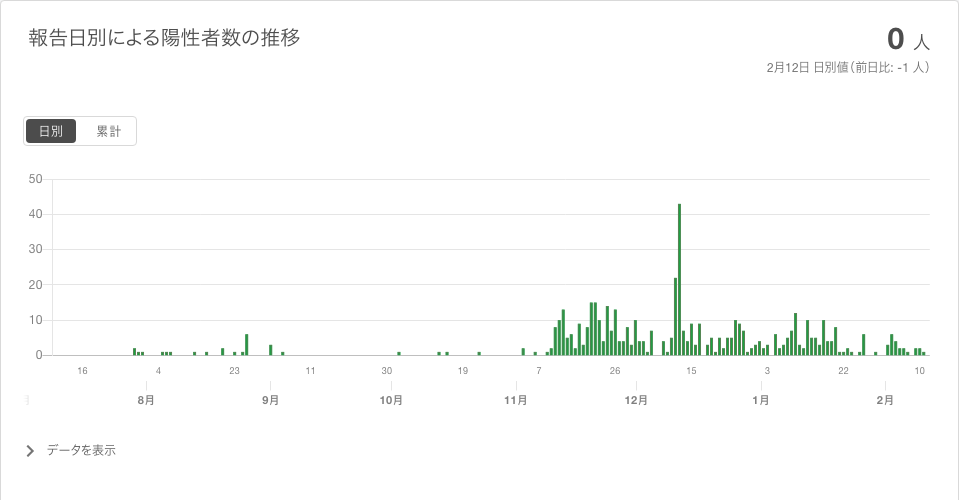 報告日別による陽性者数の推移
0 人
2月12日 日別値（前日比: -1 人）
日別 累計
50
40
30
20
10
0
16 4 23 11 30 19 7 26 15 3 22 10
8月 9月 10月 11月 12月 1月 2月
データを表示